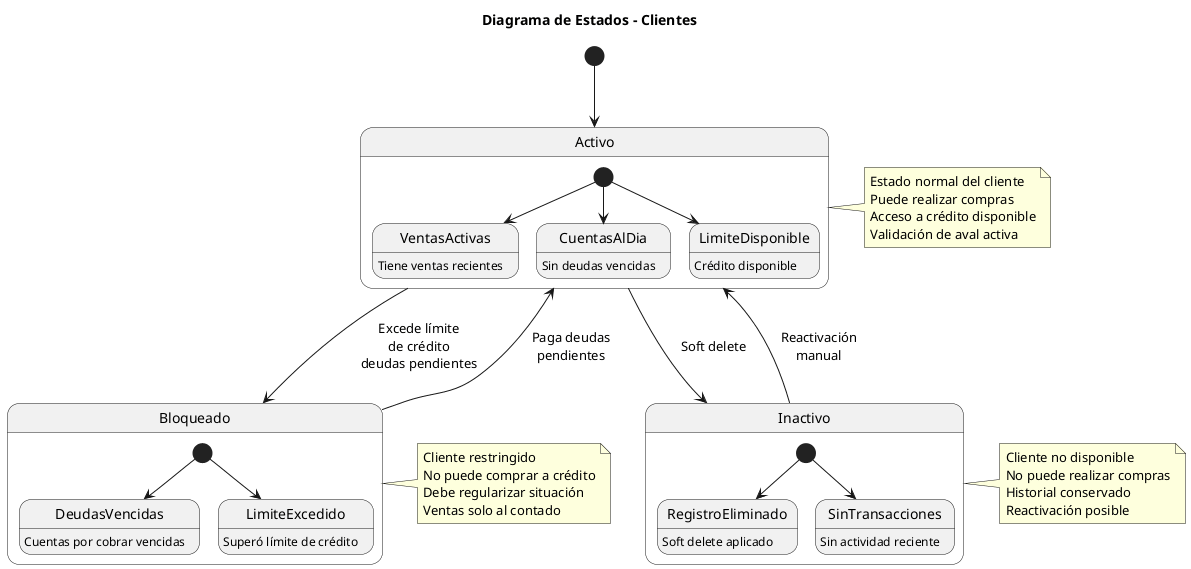 Diagrama de Estados - Clientes
Activo
VentasActivas
Tiene ventas recientes
CuentasAlDia
Sin deudas vencidas
LimiteDisponible
Crédito disponible
Estado normal del cliente
Puede realizar compras
Acceso a crédito disponible
Validación de aval activa
Excede límite
de crédito
deudas pendientes
Paga deudas
pendientes
Soft delete
Reactivación
manual
Bloqueado
DeudasVencidas
Cuentas por cobrar vencidas
LimiteExcedido
Superó límite de crédito
Cliente restringido
No puede comprar a crédito
Debe regularizar situación
Ventas solo al contado
Inactivo
RegistroEliminado
Soft delete aplicado
SinTransacciones
Sin actividad reciente
Cliente no disponible
No puede realizar compras
Historial conservado
Reactivación posible